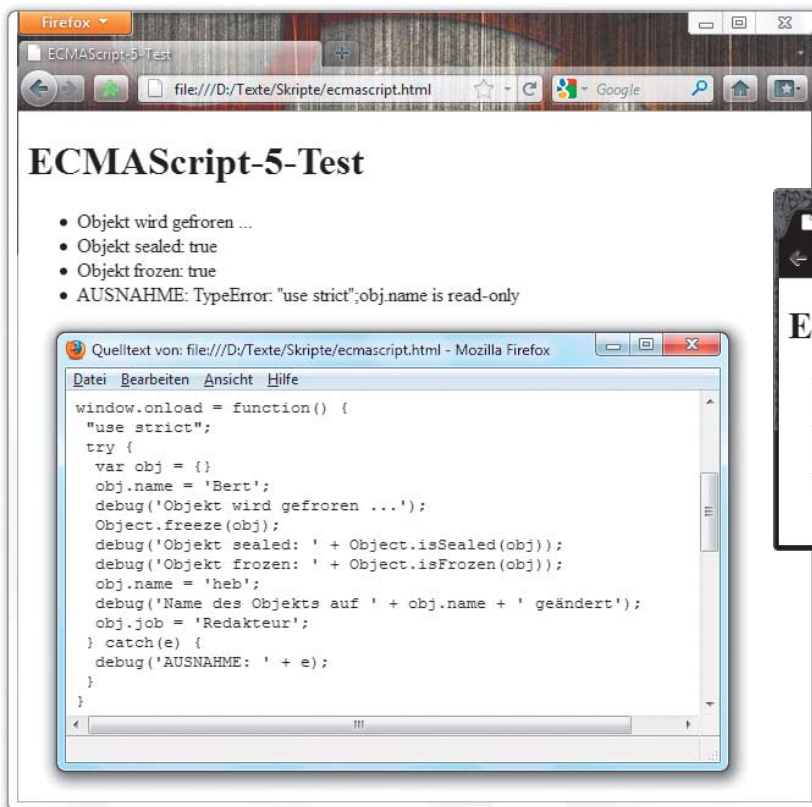 Firefox
ECMAScript-5-Test
file:///D:/Texte/Skripte/ecmascript.html
Google
ECMAScript-5-Test
• Objekt wird gefroren ...
• Objekt sealed: true
• Objekt frozen: true
• AUSNAHME: TypeError: "use strict";obj.name is read-only
E
Quelltext von: file:///D:/Texte/Skripte/ecmascript.html - Mozilla Firefox
Datei Bearbeiten Ansicht Hilfe
window.onload = function() {
"use strict";
try {
var obj = {}
obj.name = 'Bert';
debug('Objekt wird gefroren ...');
Object.freeze(obj);
debug('Objekt sealed: ' + Object.isSealed(obj));
debug('Objekt frozen: ' + Object.isFrozen(obj));
obj.name = 'heb';
debug('Name des Objekts auf ' + obj.name + ' geändert');
obj.job = 'Redakteur';
} catch(e) {
debug('AUSNAHME: ' + e);
}
}